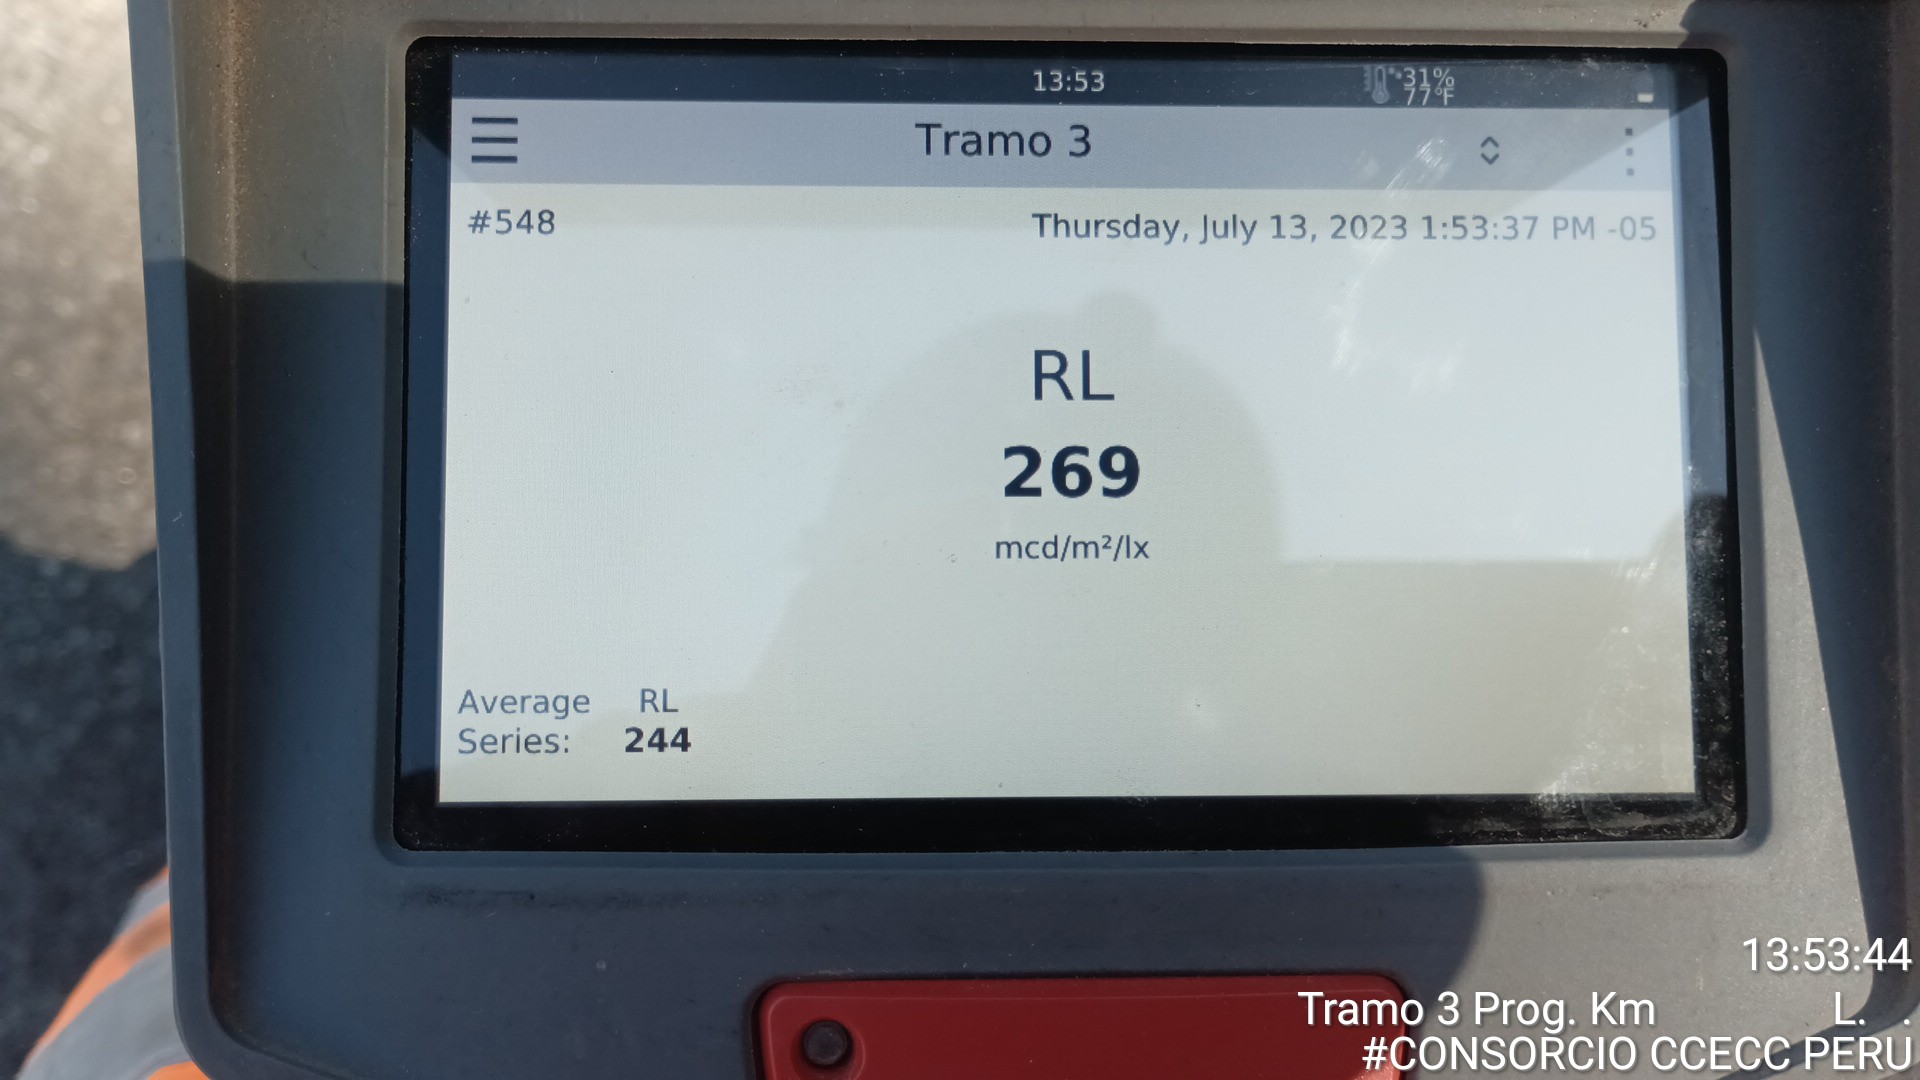 13:53
31%
77°F
Tramo 3
#548
Thursday, July 13, 2023 1:53:37 PM -05
RL
269
mcd/m²/lx
Average RL
Series: 244
13:53:44
Tramo 3 Prog. Km L. .
#CONSORCIO CCECC PERU